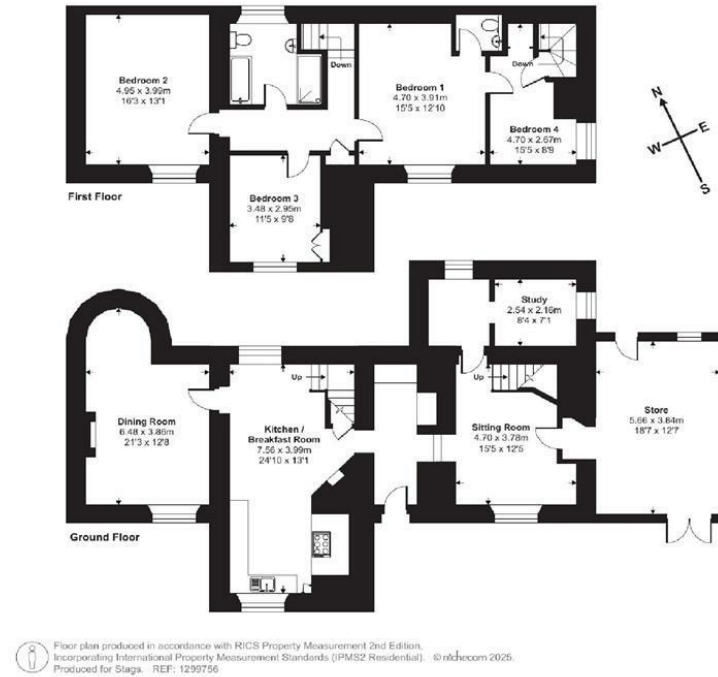 Bedroom 2
4.95 x 3.99m
16'3 x 13'1
Down
Bedroom 1
4.70 x 3.91m
15'5 x 12'10
Down
Bedroom 4
4.70 x 2.67m
15'5 x 8'9
N
W
E
S
First Floor
Bedroom 3
3.48 x 2.95m
11'5 x 9'8
Study
2.54 x 2.16m
8'4 x 7'1
Up
Up
Dining Room
6.48 x 3.86m
21'3 x 12'8
Kitchen /
Breakfast Room
7.56 x 3.99m
24'10 x 13'1
Sitting Room
4.70 x 3.78m
15'5 x 12'5
Store
5.66 x 3.84m
18'7 x 12'7
Ground Floor
Floor plan produced in accordance with RICS Property Measurement 2nd Edition,
Incorporating International Property Measurement Standards (IPMS2 Residential). © nichecom 2025.
Produced for Stags. REF: 1299756